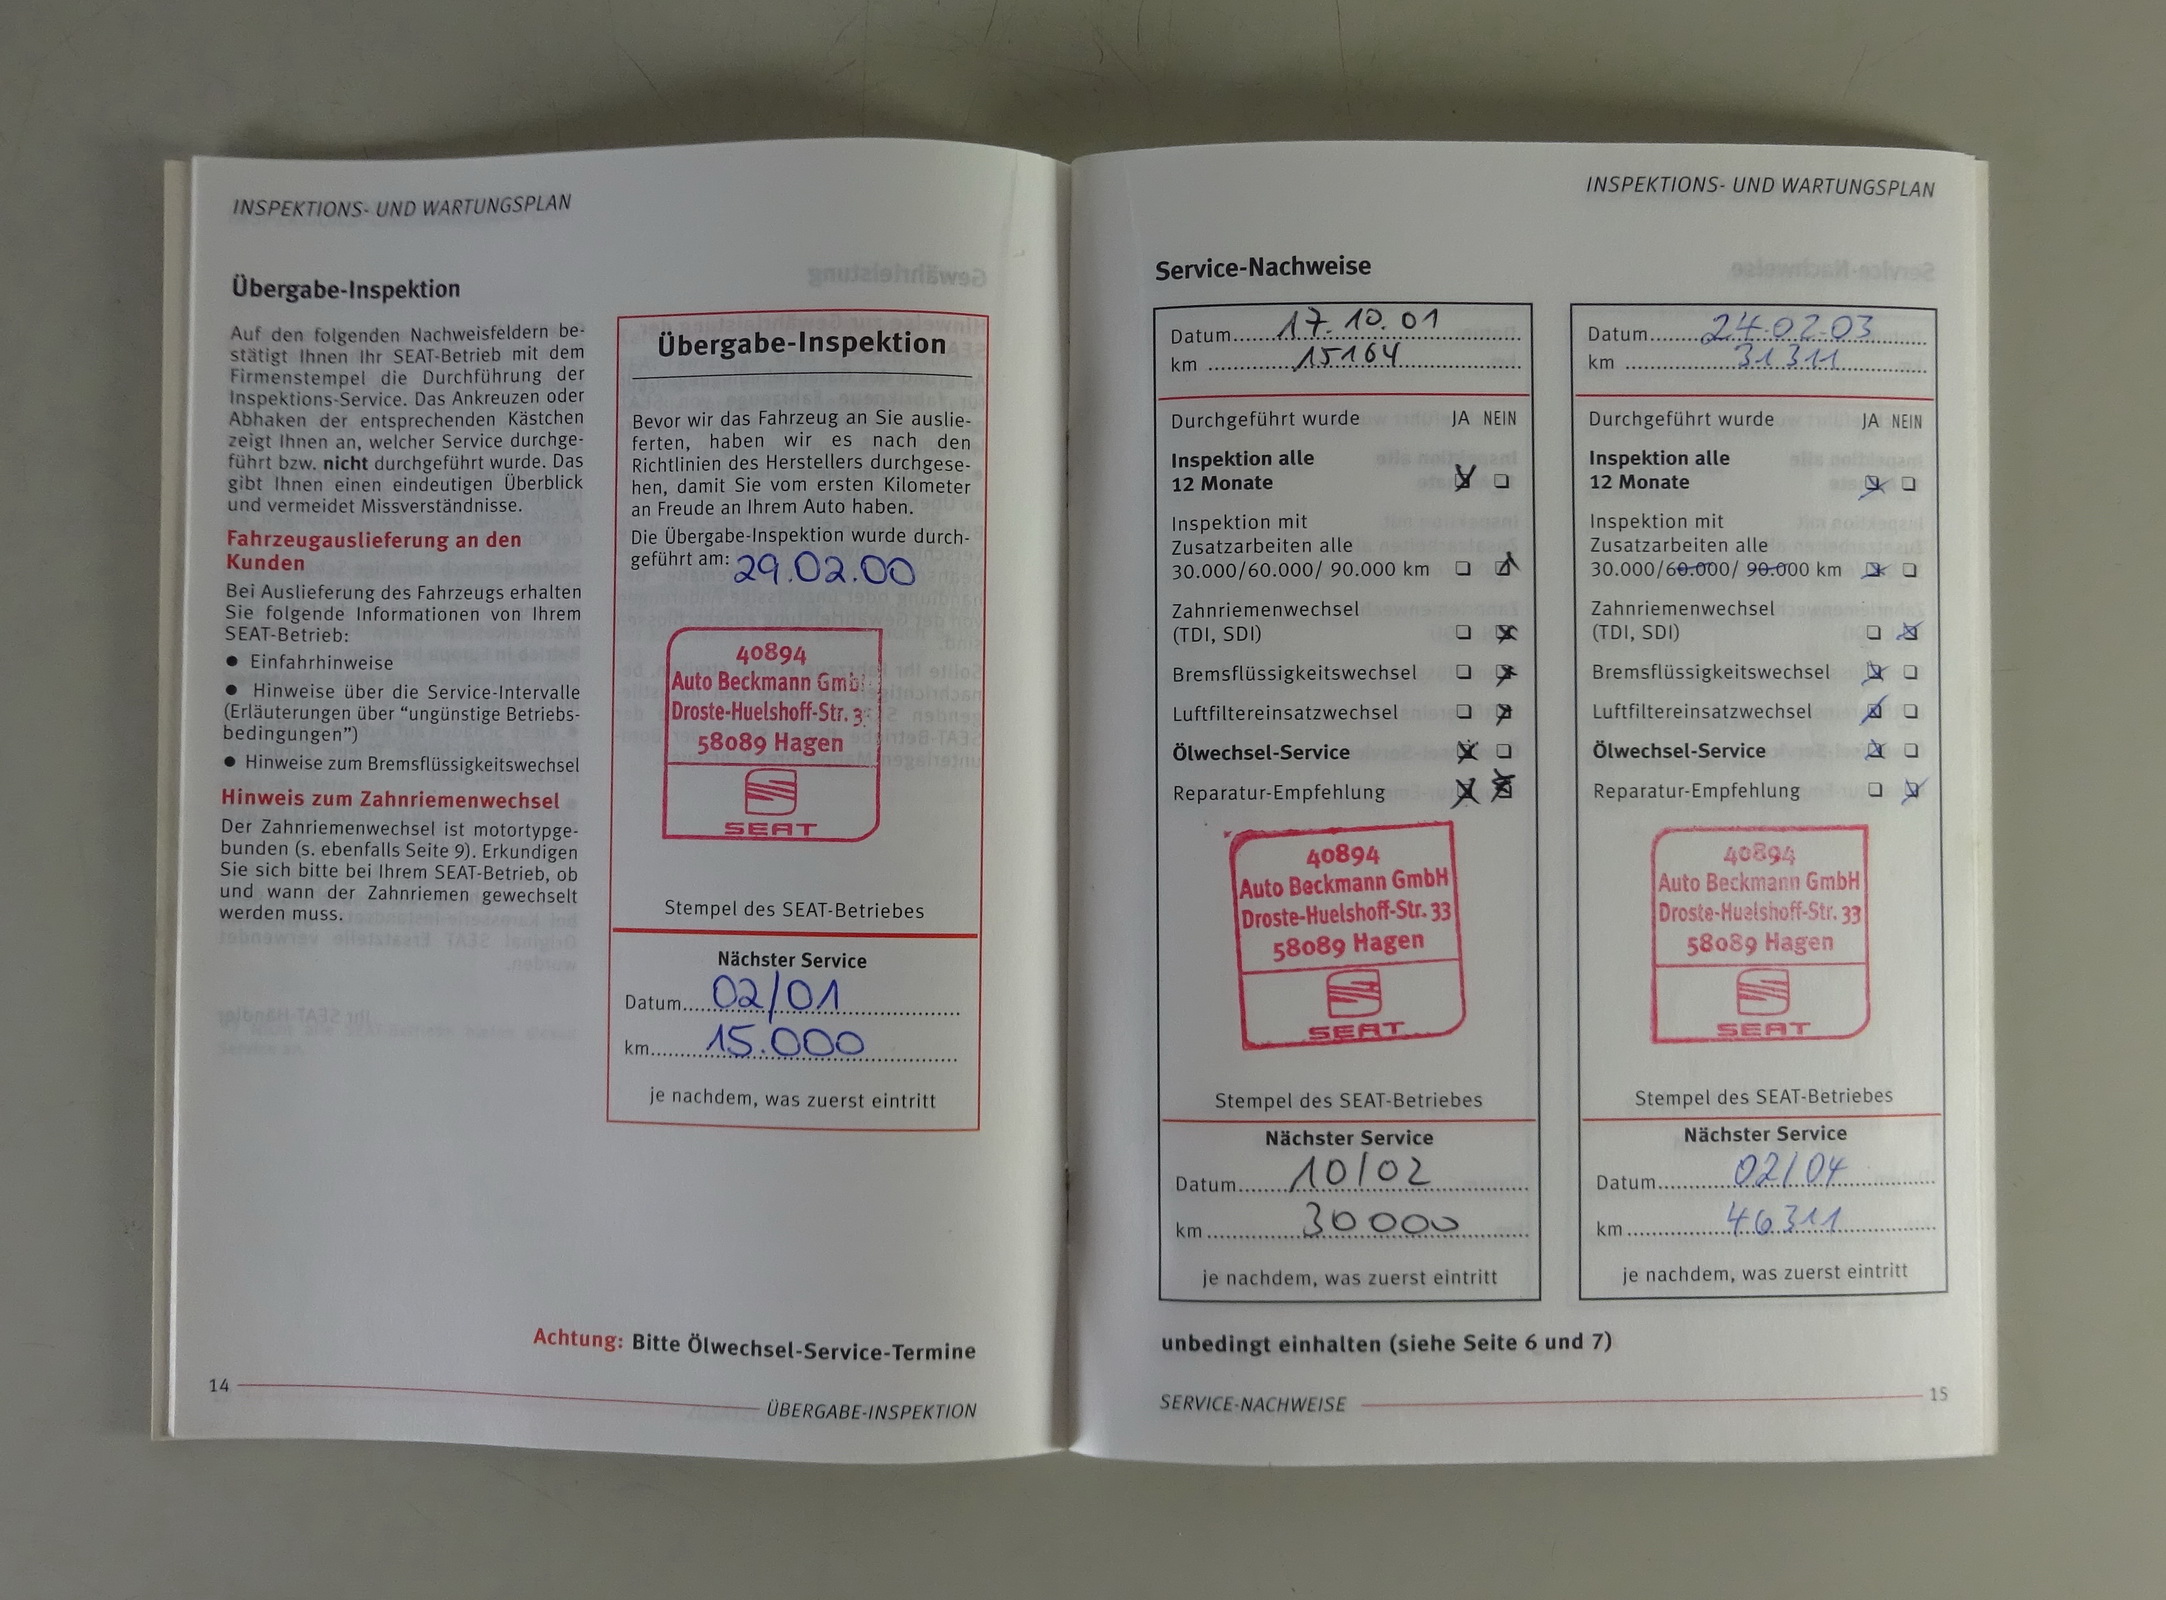 INSPEKTIONS- UND WARTUNGSPLAN
Übergabe-Inspektion
Auf den folgenden Nachweisfeldern be-
stätigt Ihnen Ihr SEAT-Betrieb mit dem
Firmenstempel die Durchführung der
Inspektions-Service. Das Ankreuzen oder
Abhaken der entsprechenden Kästchen
zeigt Ihnen an, welcher Service durchge-
führt bzw. nicht durchgeführt wurde. Das
gibt Ihnen einen eindeutigen Überblick
und vermeidet Missverständnisse.
Fahrzeugauslieferung an den
Kunden
Bei Auslieferung des Fahrzeugs erhalten
Sie folgende Informationen von Ihrem
SEAT-Betrieb:
● Einfahrhinweise
● Hinweise über die Service-Intervalle
(Erläuterungen über “ungünstige Betriebs-
bedingungen”)
● Hinweise zum Bremsflüssigkeitswechsel
Hinweis zum Zahnriemenwechsel
Der Zahnriemenwechsel ist motortypge-
bunden (s. ebenfalls Seite 9). Erkundigen
Sie sich bitte bei Ihrem SEAT-Betrieb, ob
und wann der Zahnriemen gewechselt
werden muss.
Übergabe-Inspektion
Bevor wir das Fahrzeug an Sie auslie-
ferten, haben wir es nach den
Richtlinien des Herstellers durchgese-
hen, damit Sie vom ersten Kilometer
an Freude an Ihrem Auto haben.
Die Übergabe-Inspektion wurde durch-
geführt am: 29.02.00
40894
Auto Beckmann GmbH
Droste-Huelshoff-Str. 33
58089 Hagen
SEAT
Stempel des SEAT-Betriebes
Nächster Service
Datum 02/01
km 15.000
je nachdem, was zuerst eintritt
Achtung: Bitte Ölwechsel-Service-Termine
14
ÜBERGABE-INSPEKTION
INSPEKTIONS- UND WARTUNGSPLAN
Service-Nachweise
Datum 17.10.01
km 15164
Durchgeführt wurde JA NEIN
Inspektion alle
12 Monate
Inspektion mit
Zusatzarbeiten alle
30.000/60.000/ 90.000 km
Zahnriemenwechsel
(TDI, SDI)
Bremsflüssigkeitswechsel
Luftfiltereinsatzwechsel
Ölwechsel-Service
Reparatur-Empfehlung
40894
Auto Beckmann GmbH
Droste-Huelshoff-Str. 33
58089 Hagen
SEAT
Stempel des SEAT-Betriebes
Nächster Service
Datum 10/02
km 30000
je nachdem, was zuerst eintritt
Datum 24.02.03
km 31311
Durchgeführt wurde JA NEIN
Inspektion alle
12 Monate
Inspektion mit
Zusatzarbeiten alle
30.000/60.000/ 90.000 km
Zahnriemenwechsel
(TDI, SDI)
Bremsflüssigkeitswechsel
Luftfiltereinsatzwechsel
Ölwechsel-Service
Reparatur-Empfehlung
40894
Auto Beckmann GmbH
Droste-Huelshoff-Str. 33
58089 Hagen
SEAT
Stempel des SEAT-Betriebes
Nächster Service
Datum 02/04
km 46311
je nachdem, was zuerst eintritt
unbedingt einhalten (siehe Seite 6 und 7)
SERVICE-NACHWEISE
15